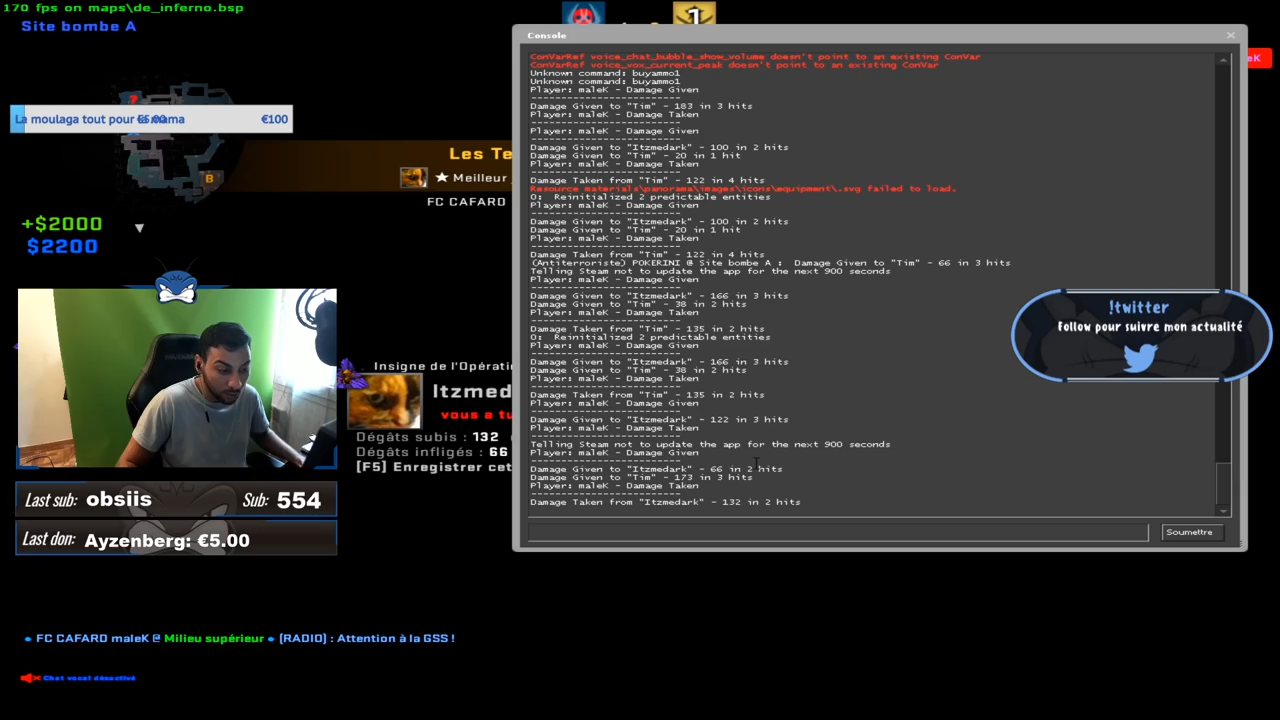 170 fps on maps\de_inferno.bsp
Site bombe A
La moulaga tout pour la mama
€5.00
€100
B
+$2000
$2200
Les Te
Meilleur
FC CAFARD
1
Console
ConVarRef voice_chat_bubble_show_volume doesn't point to an existing ConVar
ConVarRef voice_vox_current_peak doesn't point to an existing ConVar
Unknown command: buyammo1
Unknown command: buyammo1
Player: maleK - Damage Given
-------------------------
Damage Given to "Tim" - 183 in 3 hits
Player: maleK - Damage Taken
-------------------------
Player: maleK - Damage Given
-------------------------
Damage Given to "Itzmedark" - 100 in 2 hits
Damage Given to "Tim" - 20 in 1 hit
Player: maleK - Damage Taken
-------------------------
Damage Taken from "Tim" - 122 in 4 hits
Resource materials\panorama\images\icons\equipment\.svg failed to load.
0:  Reinitialized 2 predictable entities
Player: maleK - Damage Given
-------------------------
Damage Given to "Itzmedark" - 100 in 2 hits
Damage Given to "Tim" - 20 in 1 hit
Player: maleK - Damage Taken
-------------------------
Damage Taken from "Tim" - 122 in 4 hits
(Antiterroriste) POKERINI @ Site bombe A :  Damage Given to "Tim" - 66 in 3 hits
Telling Steam not to update the app for the next 900 seconds
Player: maleK - Damage Given
-------------------------
Damage Given to "Itzmedark" - 166 in 3 hits
Damage Given to "Tim" - 38 in 2 hits
Player: maleK - Damage Taken
-------------------------
Damage Taken from "Tim" - 135 in 2 hits
0:  Reinitialized 2 predictable entities
Player: maleK - Damage Given
-------------------------
Damage Given to "Itzmedark" - 166 in 3 hits
Damage Given to "Tim" - 38 in 2 hits
Player: maleK - Damage Taken
-------------------------
Damage Taken from "Tim" - 135 in 2 hits
Player: maleK - Damage Given
-------------------------
Damage Given to "Itzmedark" - 122 in 3 hits
Player: maleK - Damage Taken
-------------------------
Telling Steam not to update the app for the next 900 seconds
Player: maleK - Damage Given
-------------------------
Damage Given to "Itzmedark" - 66 in 2 hits
Damage Given to "Tim" - 173 in 3 hits
Player: maleK - Damage Taken
-------------------------
Damage Taken from "Itzmedark" - 132 in 2 hits
Soumettre
eK
!twitter
Follow pour suivre mon actualité
Insigne de l'Opérati
Itzmed
vous a tu
Dégâts subis : 132
Dégâts infligés : 66
[F5] Enregistrer cet
Last sub: obsiis Sub: 554
Last don: Ayzenberg: €5.00
FC CAFARD maleK @ Milieu supérieur (RADIO) : Attention à la GSS !
Chat vocal désactivé